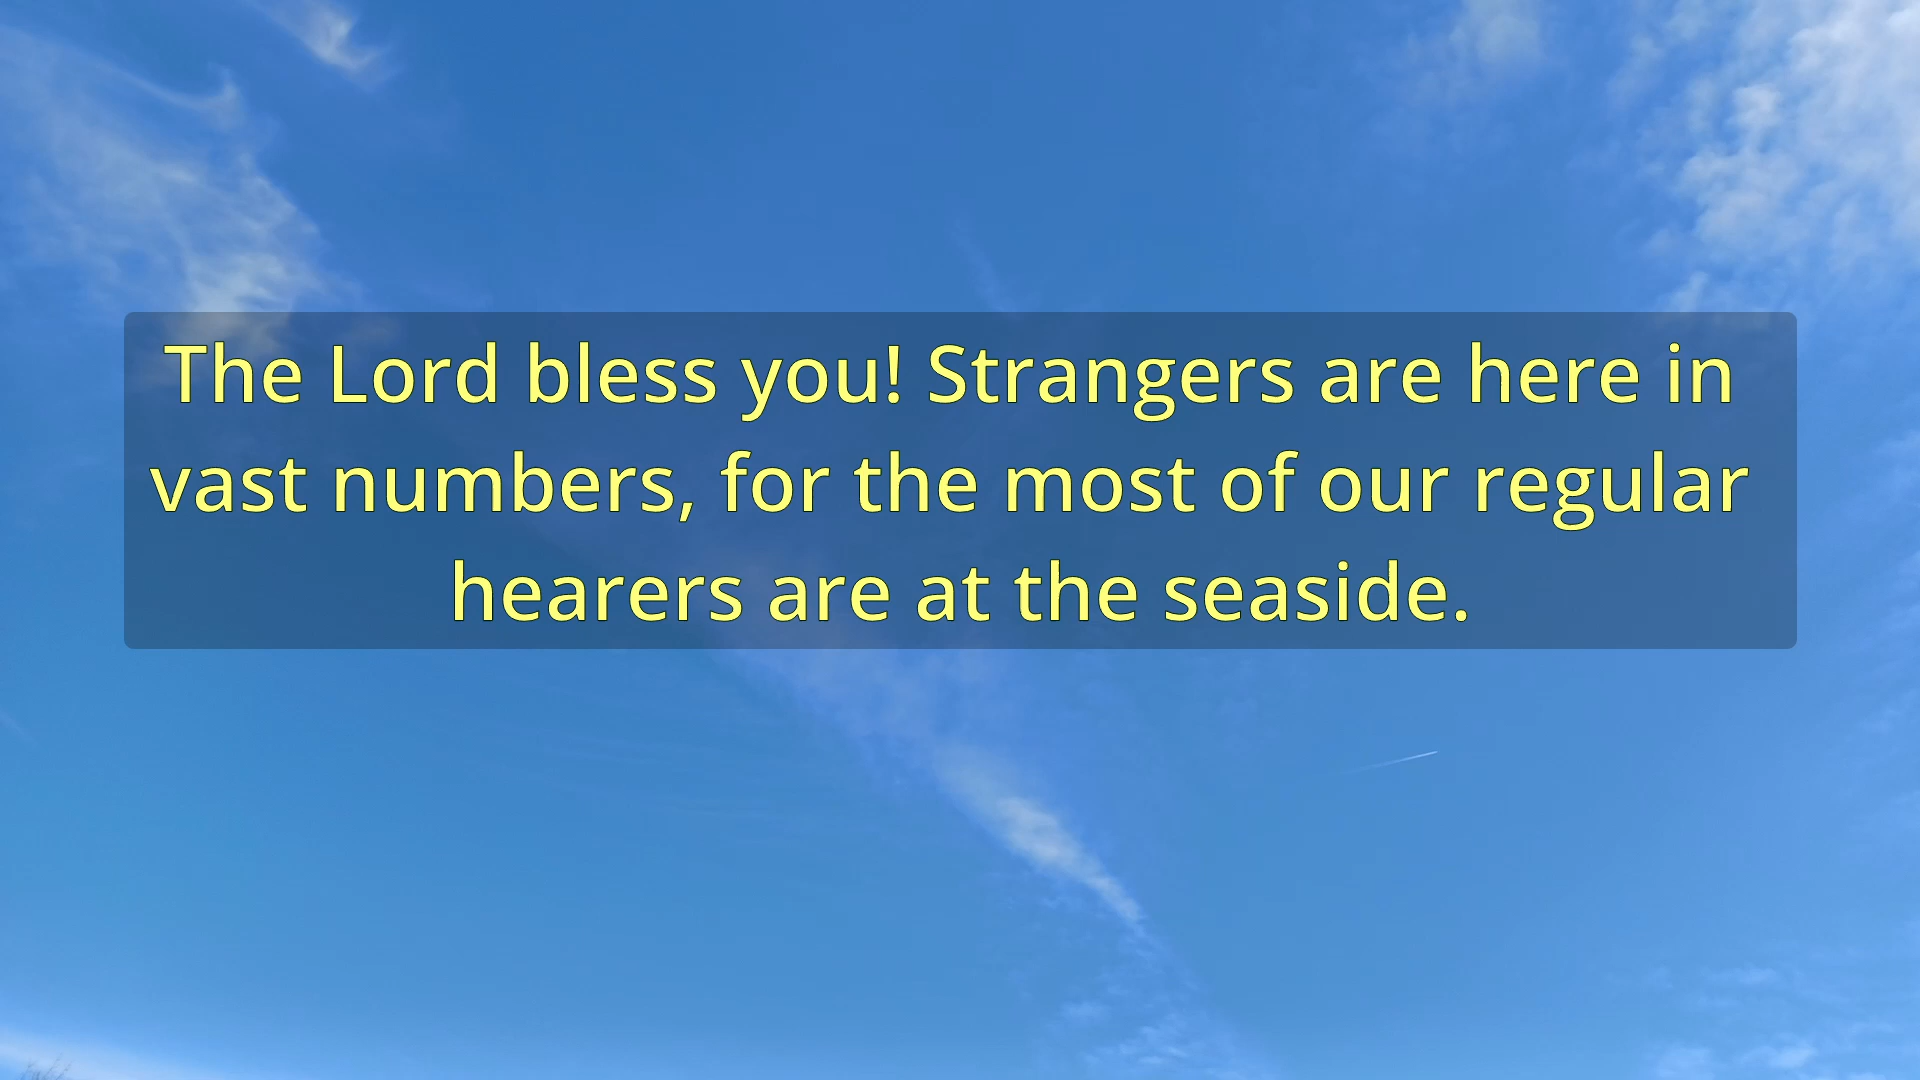 The Lord bless you! Strangers are here in
vast numbers, for the most of our regular
hearers are at the seaside.